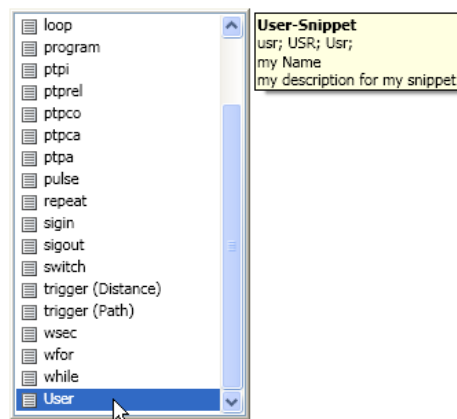 loop
program
ptpi
ptprel
ptpco
ptpca
ptpa
pulse
repeat
sigin
sigout
switch
trigger (Distance)
trigger (Path)
wsec
wfor
while
User
User-Snippet
usr; USR; Usr;
my Name
my description for my snippet